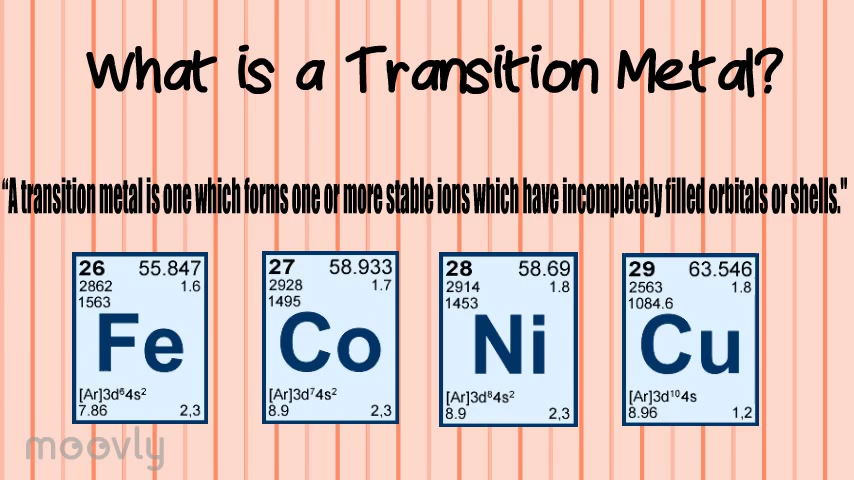 What is a Transition Metal?
“A transition metal is one which forms one or more stable ions which have incompletely filled orbitals or shells.”
26 55.847
2862 1.6
1563
Fe
[Ar]3d⁶4s²
7.86 2,3
27 58.933
2928 1.7
1495
Co
[Ar]3d⁷4s²
8.9 2,3
28 58.69
2914 1.8
1453
Ni
[Ar]3d⁸4s²
8.9 2,3
29 63.546
2563 1.8
1084.6
Cu
[Ar]3d¹⁰4s
8.96 1,2
moovly